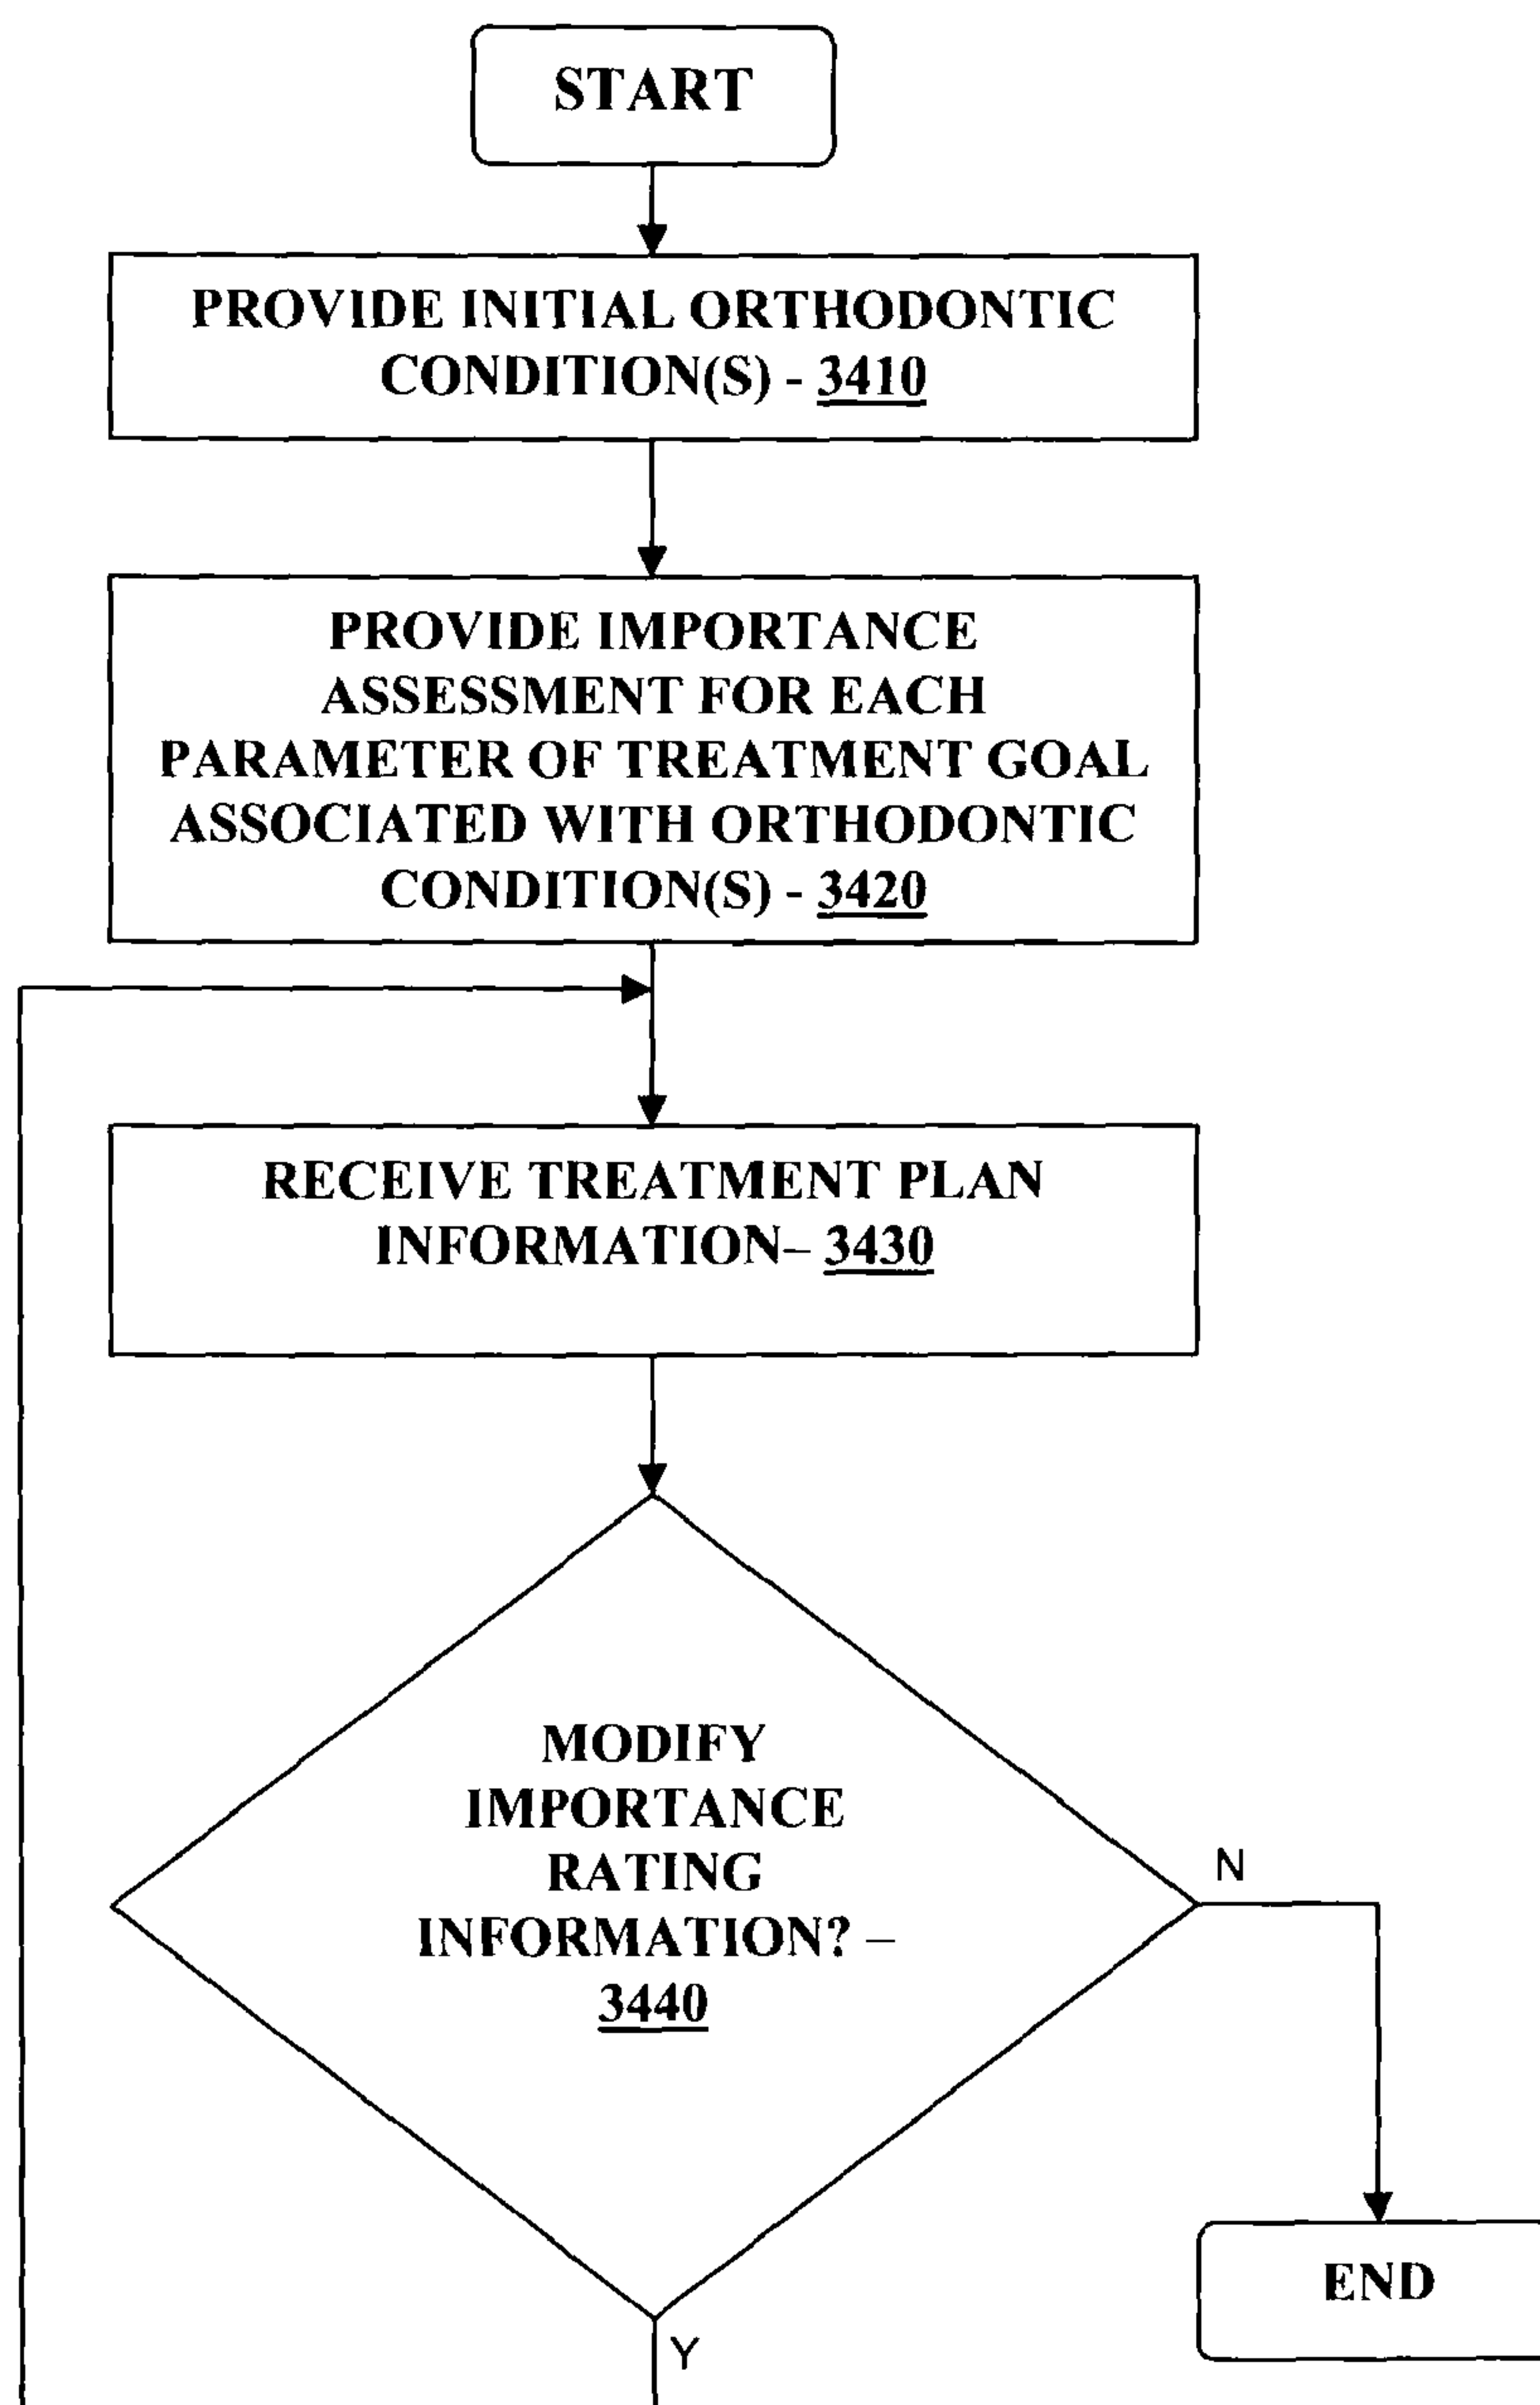 START
PROVIDE INITIAL ORTHODONTIC
CONDITION(S) - 3410
PROVIDE IMPORTANCE
ASSESSMENT FOR EACH
PARAMETER OF TREATMENT GOAL
ASSOCIATED WITH ORTHODONTIC
CONDITION(S) - 3420
RECEIVE TREATMENT PLAN
INFORMATION– 3430
MODIFY
IMPORTANCE
RATING
INFORMATION? –
3440
N
END
Y